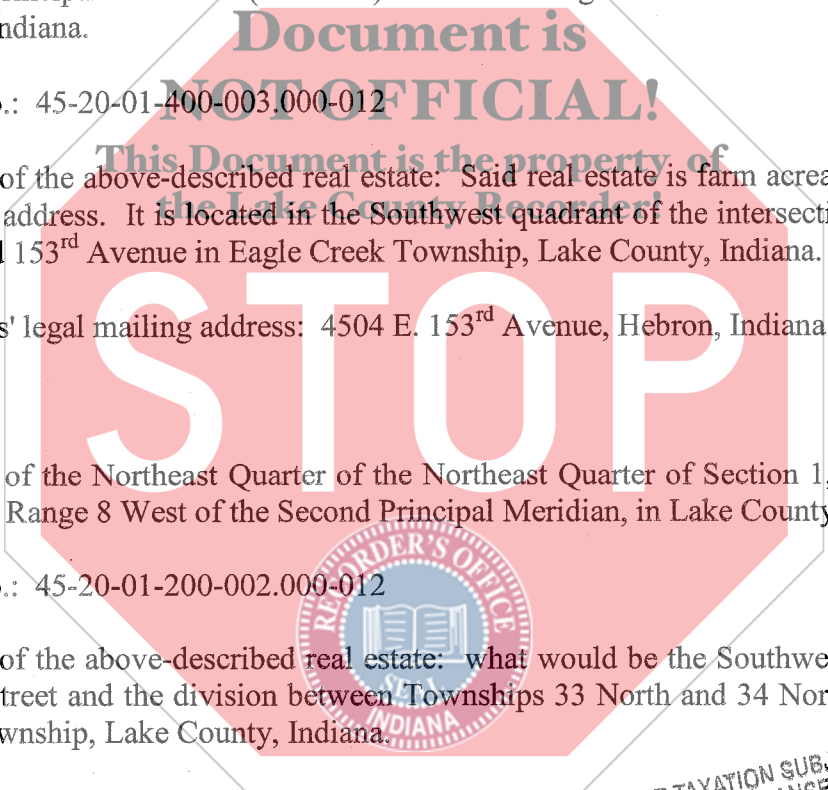 ndiana.
Document is
NOT OFFICIAL!
.: 45-20-01-400-003.000-012
This Document is the property of
the Lake County Recorder!
of the above-described real estate: Said real estate is farm acrea
address. It is located in the Southwest quadrant of the intersecti
153rd Avenue in Eagle Creek Township, Lake County, Indiana.
STOP
s' legal mailing address: 4504 E. 153rd Avenue, Hebron, Indiana
of the Northeast Quarter of the Northeast Quarter of Section 1,
Range 8 West of the Second Principal Meridian, in Lake County
.: 45-20-01-200-002.000-012
RECORDER'S OFFICE
SEAL
INDIANA
of the above-described real estate: what would be the Southwe
treet and the division between Townships 33 North and 34 Nor
wnship, Lake County, Indiana.
TAXATION SUB